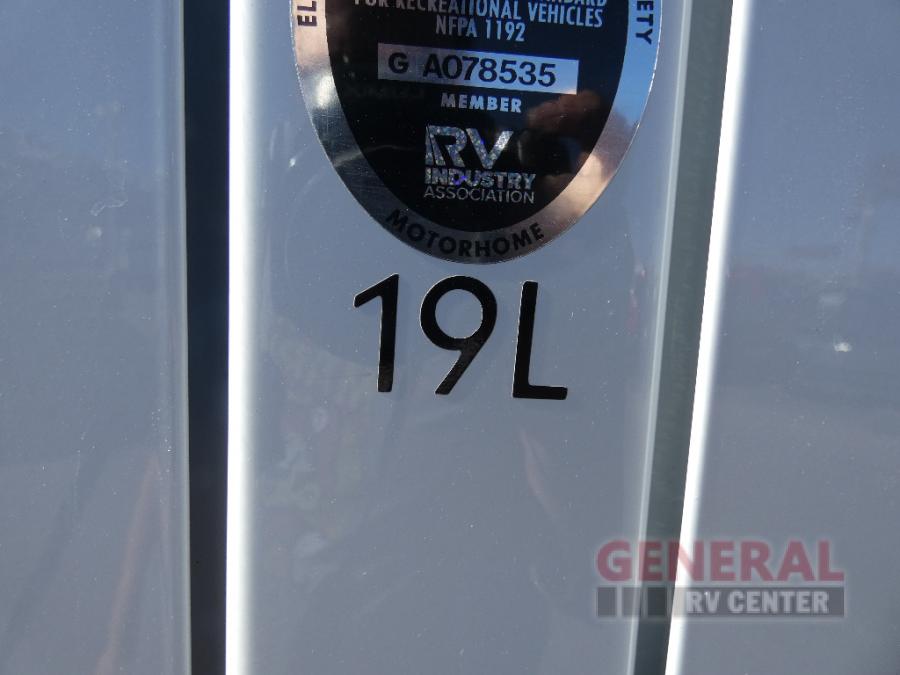 FOR RECREATIONAL VEHICLES
NFPA 1192
G A078535
MEMBER
RV
INDUSTRY
ASSOCIATION
MOTORHOME
19L
GENERAL
RV CENTER